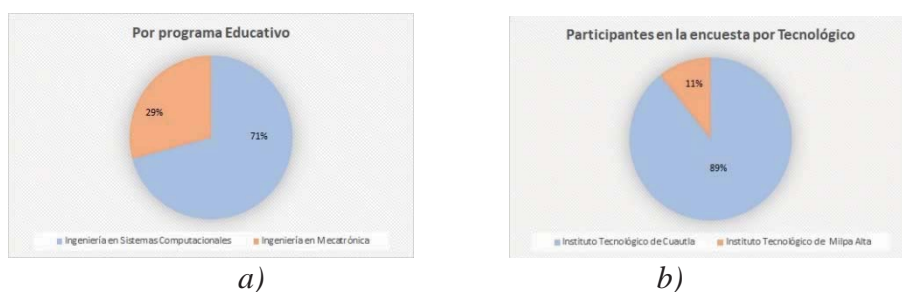 Por programa Educativo
29%
71%
Ingeniería en Sistemas Computacionales
Ingeniería en Mecatrónica
a)
Participantes en la encuesta por Tecnológico
11%
89%
Instituto Tecnológico de Cuautla
Instituto Tecnológico de Milpa Alta
b)